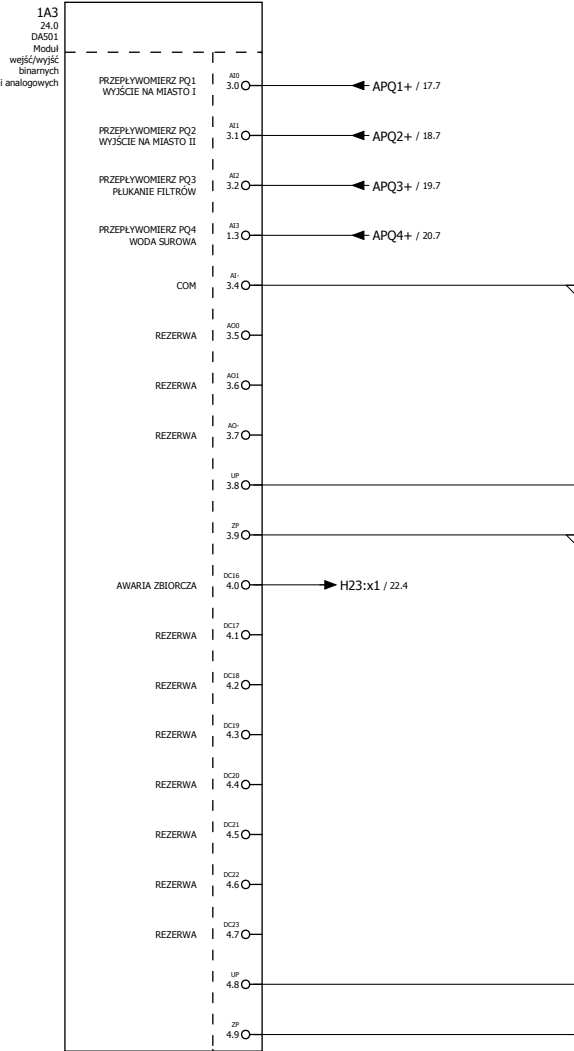 1A3
24.0
DA501
Moduł
wejść/wyjść
binarnych
i analogowych
PRZEPŁYWOMIERZ PQ1
WYJŚCIE NA MIASTO I
AI0
3.0
APQ1+ / 17.7
PRZEPŁYWOMIERZ PQ2
WYJŚCIE NA MIASTO II
AI1
3.1
APQ2+ / 18.7
PRZEPŁYWOMIERZ PQ3
PŁUKANIE FILTRÓW
AI2
3.2
APQ3+ / 19.7
PRZEPŁYWOMIERZ PQ4
WODA SUROWA
AI3
1.3
APQ4+ / 20.7
COM
AI-
3.4
REZERWA
AO0
3.5
REZERWA
AO1
3.6
REZERWA
AO-
3.7
UP
3.8
ZP
3.9
AWARIA ZBIORCZA
DC16
4.0
H23:x1 / 22.4
REZERWA
DC17
4.1
REZERWA
DC18
4.2
REZERWA
DC19
4.3
REZERWA
DC20
4.4
REZERWA
DC21
4.5
REZERWA
DC22
4.6
REZERWA
DC23
4.7
UP
4.8
ZP
4.9